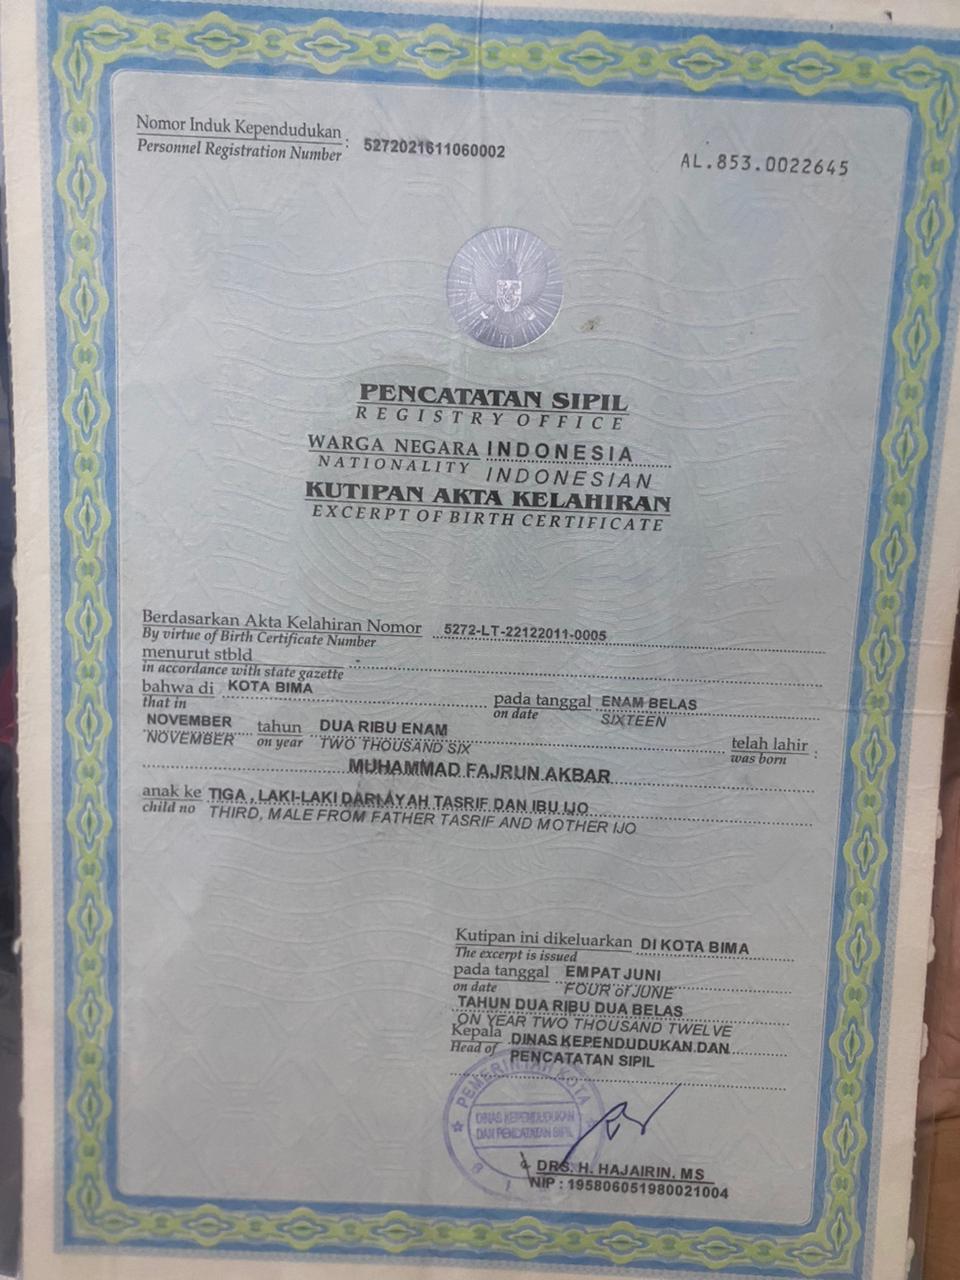 Nomor Induk Kependudukan : 5272021611060002
Personnel Registration Number
AL.853.0022645
PENCATATAN SIPIL
REGISTRY OFFICE
WARGA NEGARA INDONESIA
NATIONALITY INDONESIAN
KUTIPAN AKTA KELAHIRAN
EXCERPT OF BIRTH CERTIFICATE
Berdasarkan Akta Kelahiran Nomor 5272-LT-22122011-0005
By virtue of Birth Certificate Number
menurut stbld -
in accordance with state gazette
bahwa di KOTA BIMA pada tanggal ENAM BELAS
that in on date SIXTEEN
NOVEMBER tahun DUA RIBU ENAM telah lahir :
NOVEMBER on year TWO THOUSAND SIX was born
MUHAMMAD FAJRUN AKBAR
anak ke TIGA , LAKI-LAKI DARI AYAH TASRIF DAN IBU IJO
child no THIRD, MALE FROM FATHER TASRIF AND MOTHER IJO
Kutipan ini dikeluarkan DI KOTA BIMA
The excerpt is issued
pada tanggal EMPAT JUNI
on date FOUR of JUNE
TAHUN DUA RIBU DUA BELAS
ON YEAR TWO THOUSAND TWELVE
Kepala DINAS KEPENDUDUKAN DAN
Head of PENCATATAN SIPIL
PEMERINTAH KOTA
DINAS KEPENDUDUKAN
DAN PENCATATAN SIPIL
DRS. H. HAJAIRIN, MS
NIP : 195806051980021004